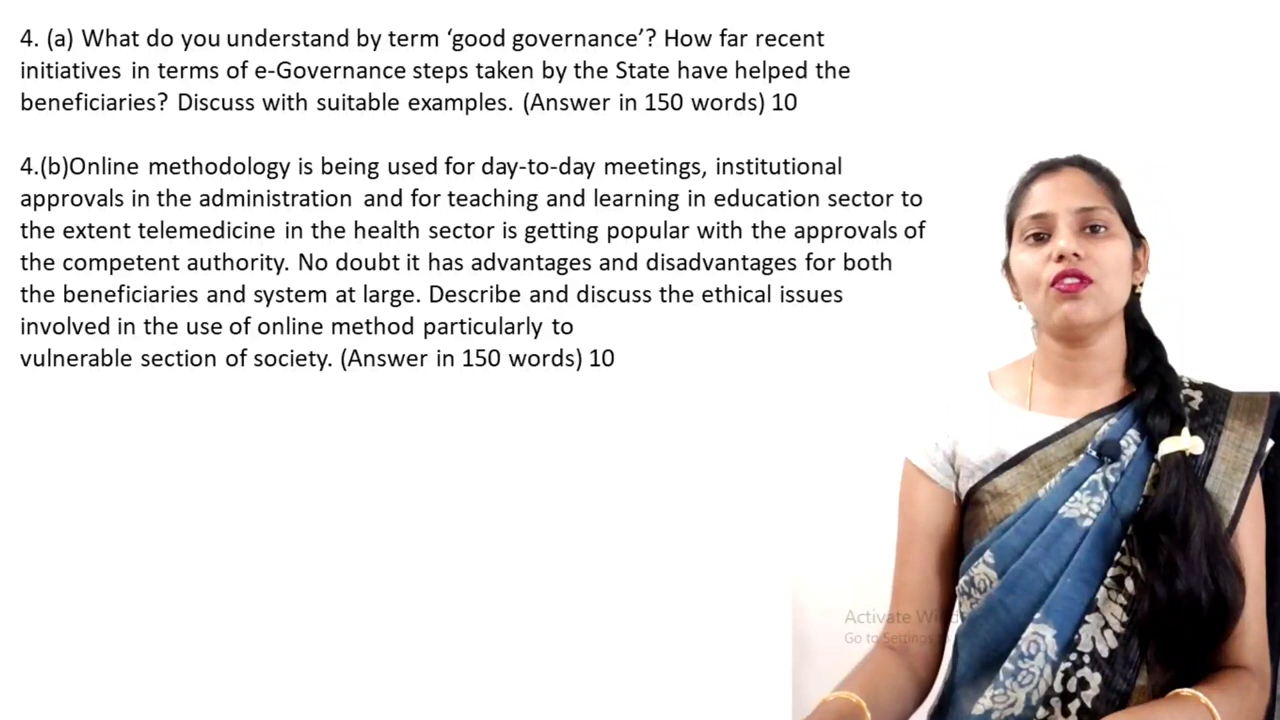 4. (a) What do you understand by term ‘good governance’? How far recent
initiatives in terms of e-Governance steps taken by the State have helped the
beneficiaries? Discuss with suitable examples. (Answer in 150 words) 10
4.(b)Online methodology is being used for day-to-day meetings, institutional
approvals in the administration and for teaching and learning in education sector to
the extent telemedicine in the health sector is getting popular with the approvals of
the competent authority. No doubt it has advantages and disadvantages for both
the beneficiaries and system at large. Describe and discuss the ethical issues
involved in the use of online method particularly to
vulnerable section of society. (Answer in 150 words) 10
Activate
Go to Settings